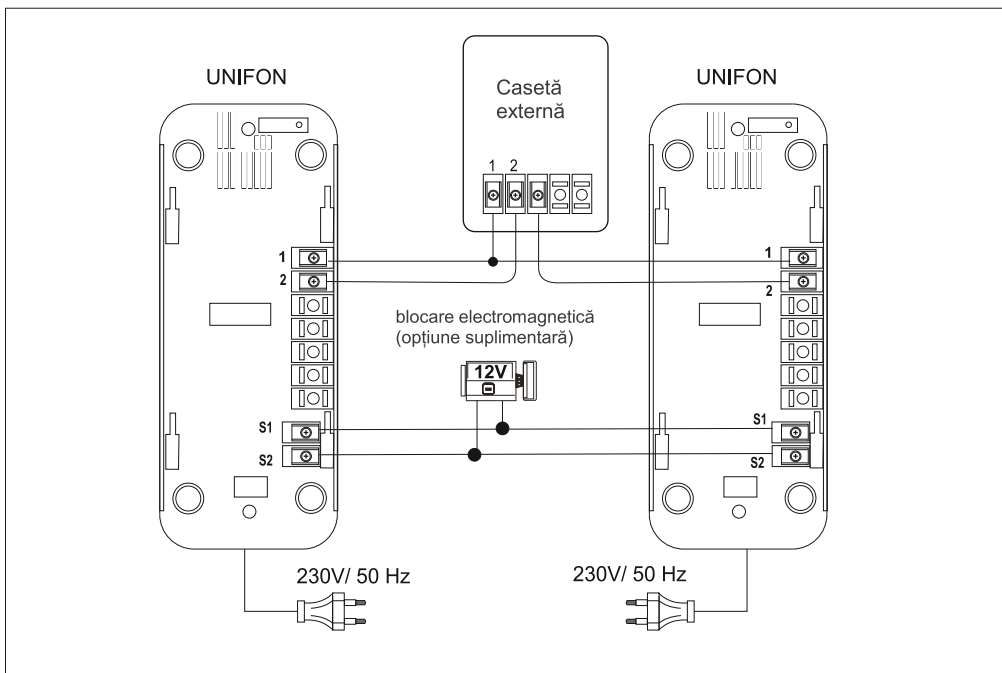 UNIFON
UNIFON
Casetă
externă
1 2
1
2
1
2
blocare electromagnetică
(opțiune suplimentară)
12V
S1
S2
S1
S2
230V/ 50 Hz
230V/ 50 Hz